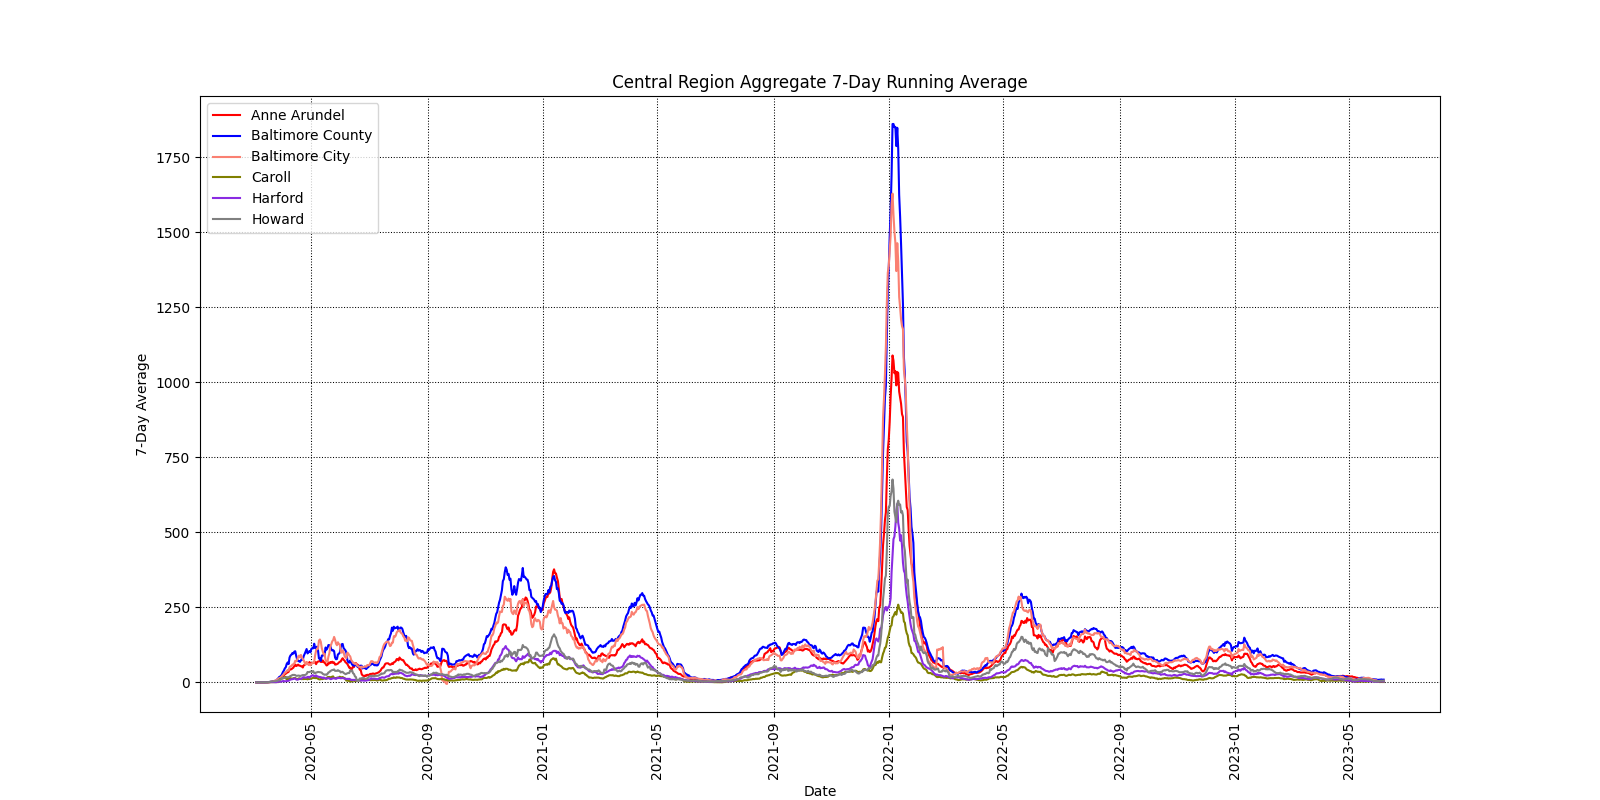 Central Region Aggregate 7-Day Running Average
Anne Arundel
Baltimore County
Baltimore City
Caroll
Harford
Howard
1750
1500
1250
1000
750
500
250
0
7-Day Average
2020-05
2020-09
2021-01
2021-05
2021-09
2022-01
2022-05
2022-09
2023-01
2023-05
Date